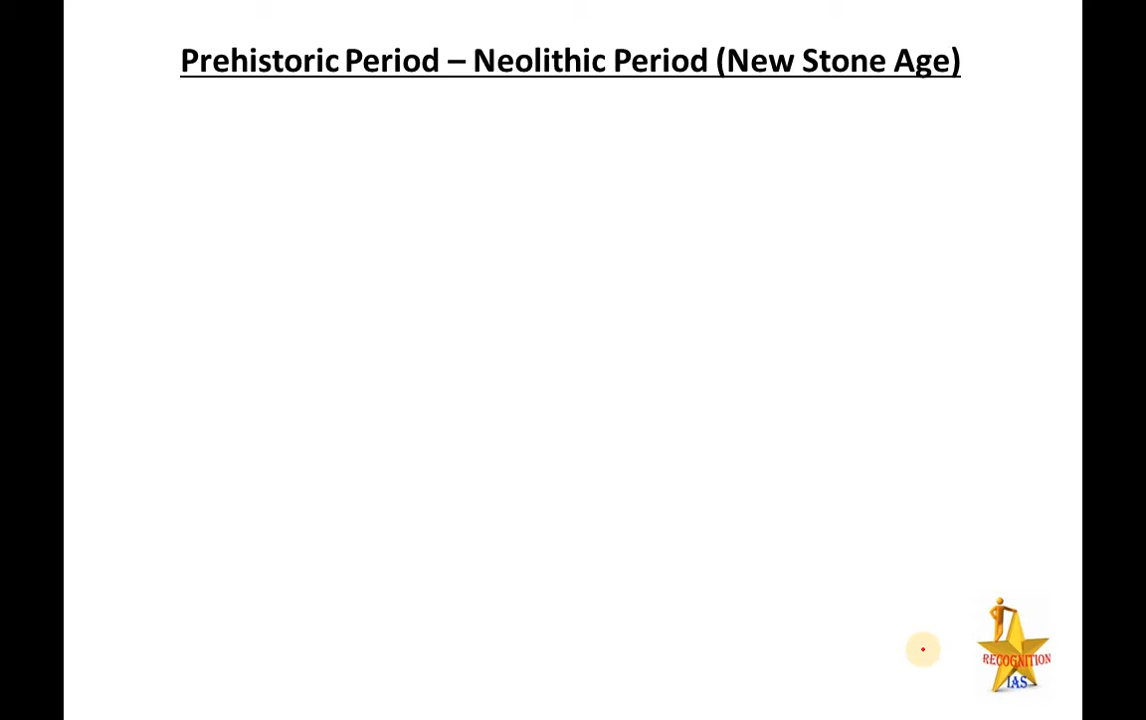 Prehistoric Period – Neolithic Period (New Stone Age)
RECOGNITION
IAS